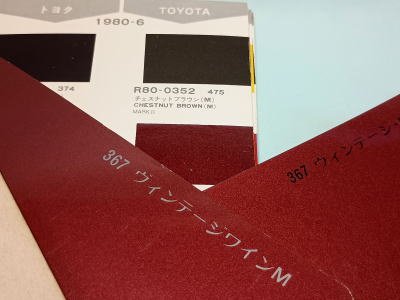 トヨタ
TOYOTA
1980-6
374
R80-0352 475
チェスナットブラウン(M)
CHESTNUT BROWN (M)
MARK II
367 ヴィンテージワインM
367 ヴィンテージ